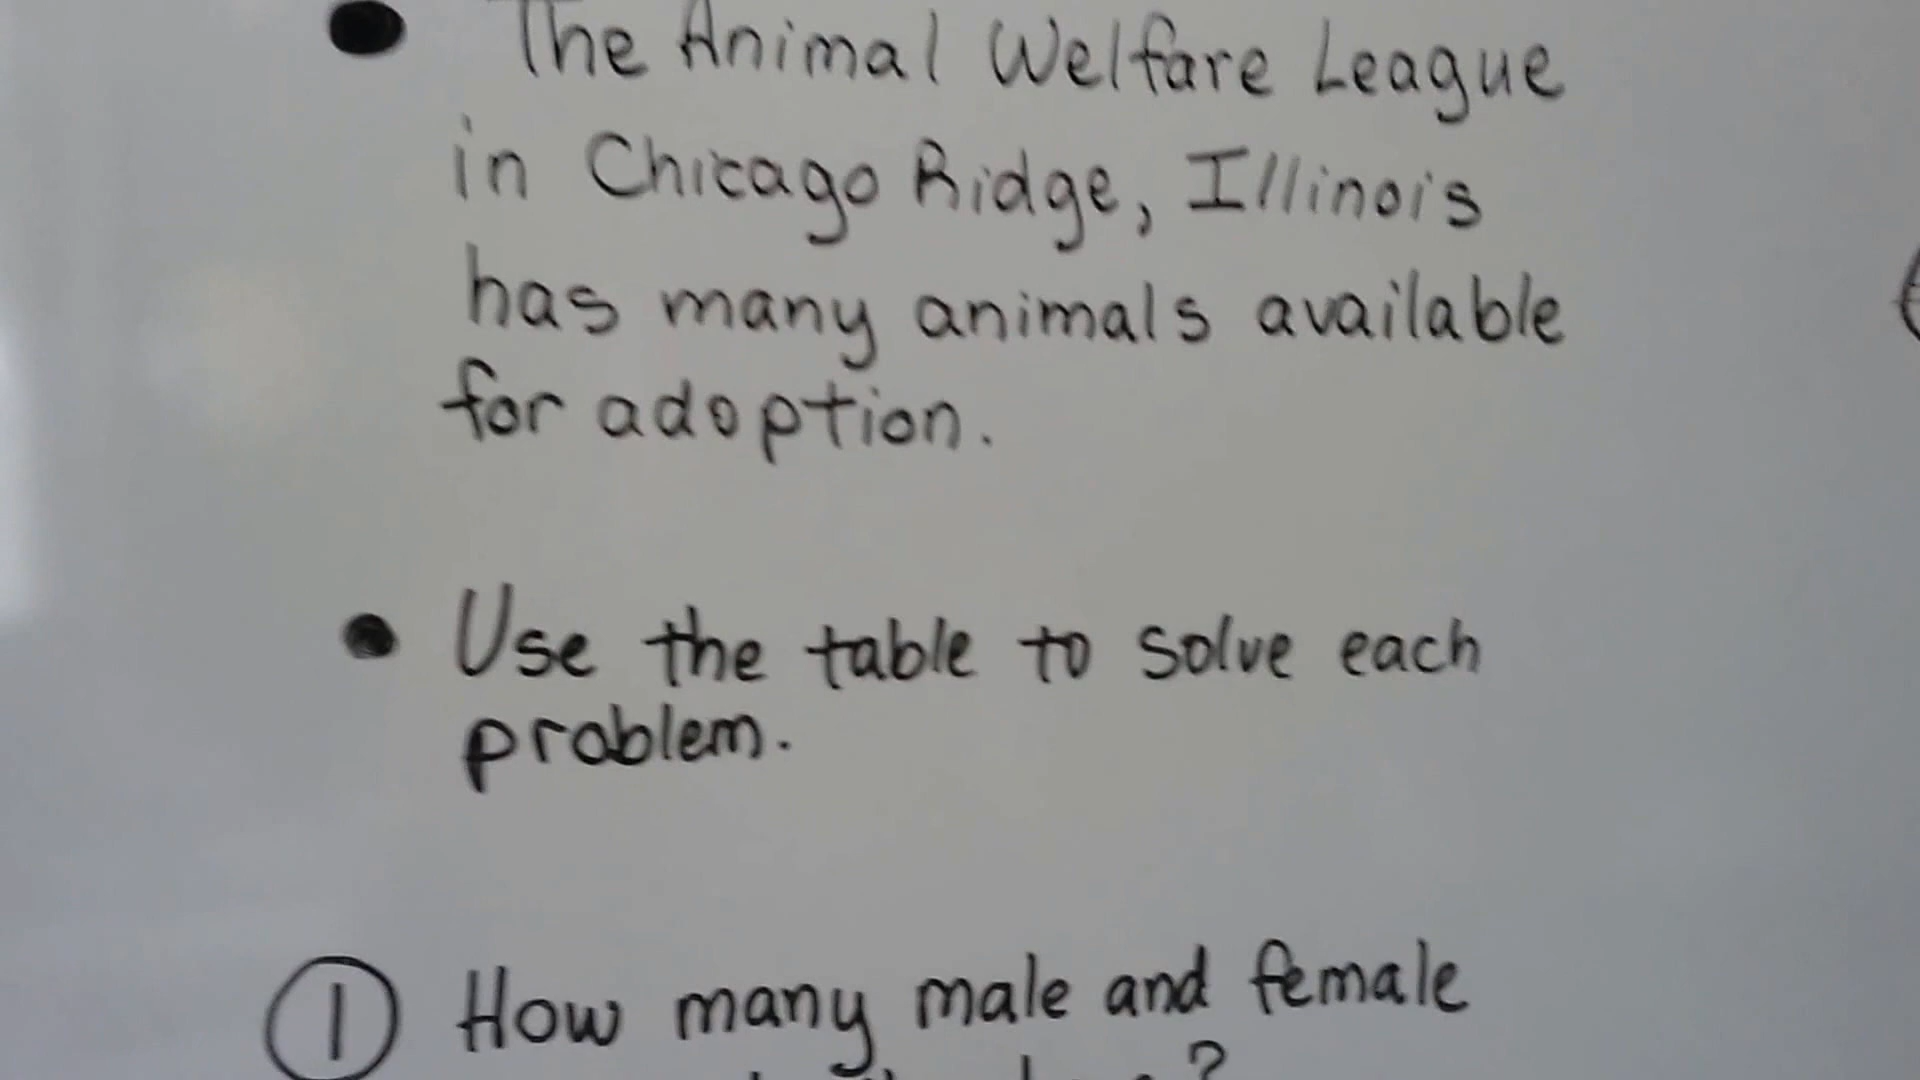 The Animal Welfare League
in Chicago Ridge, Illinois
has many animals available
for adoption.
Use the table to solve each
problem.
1 How many male and female
?